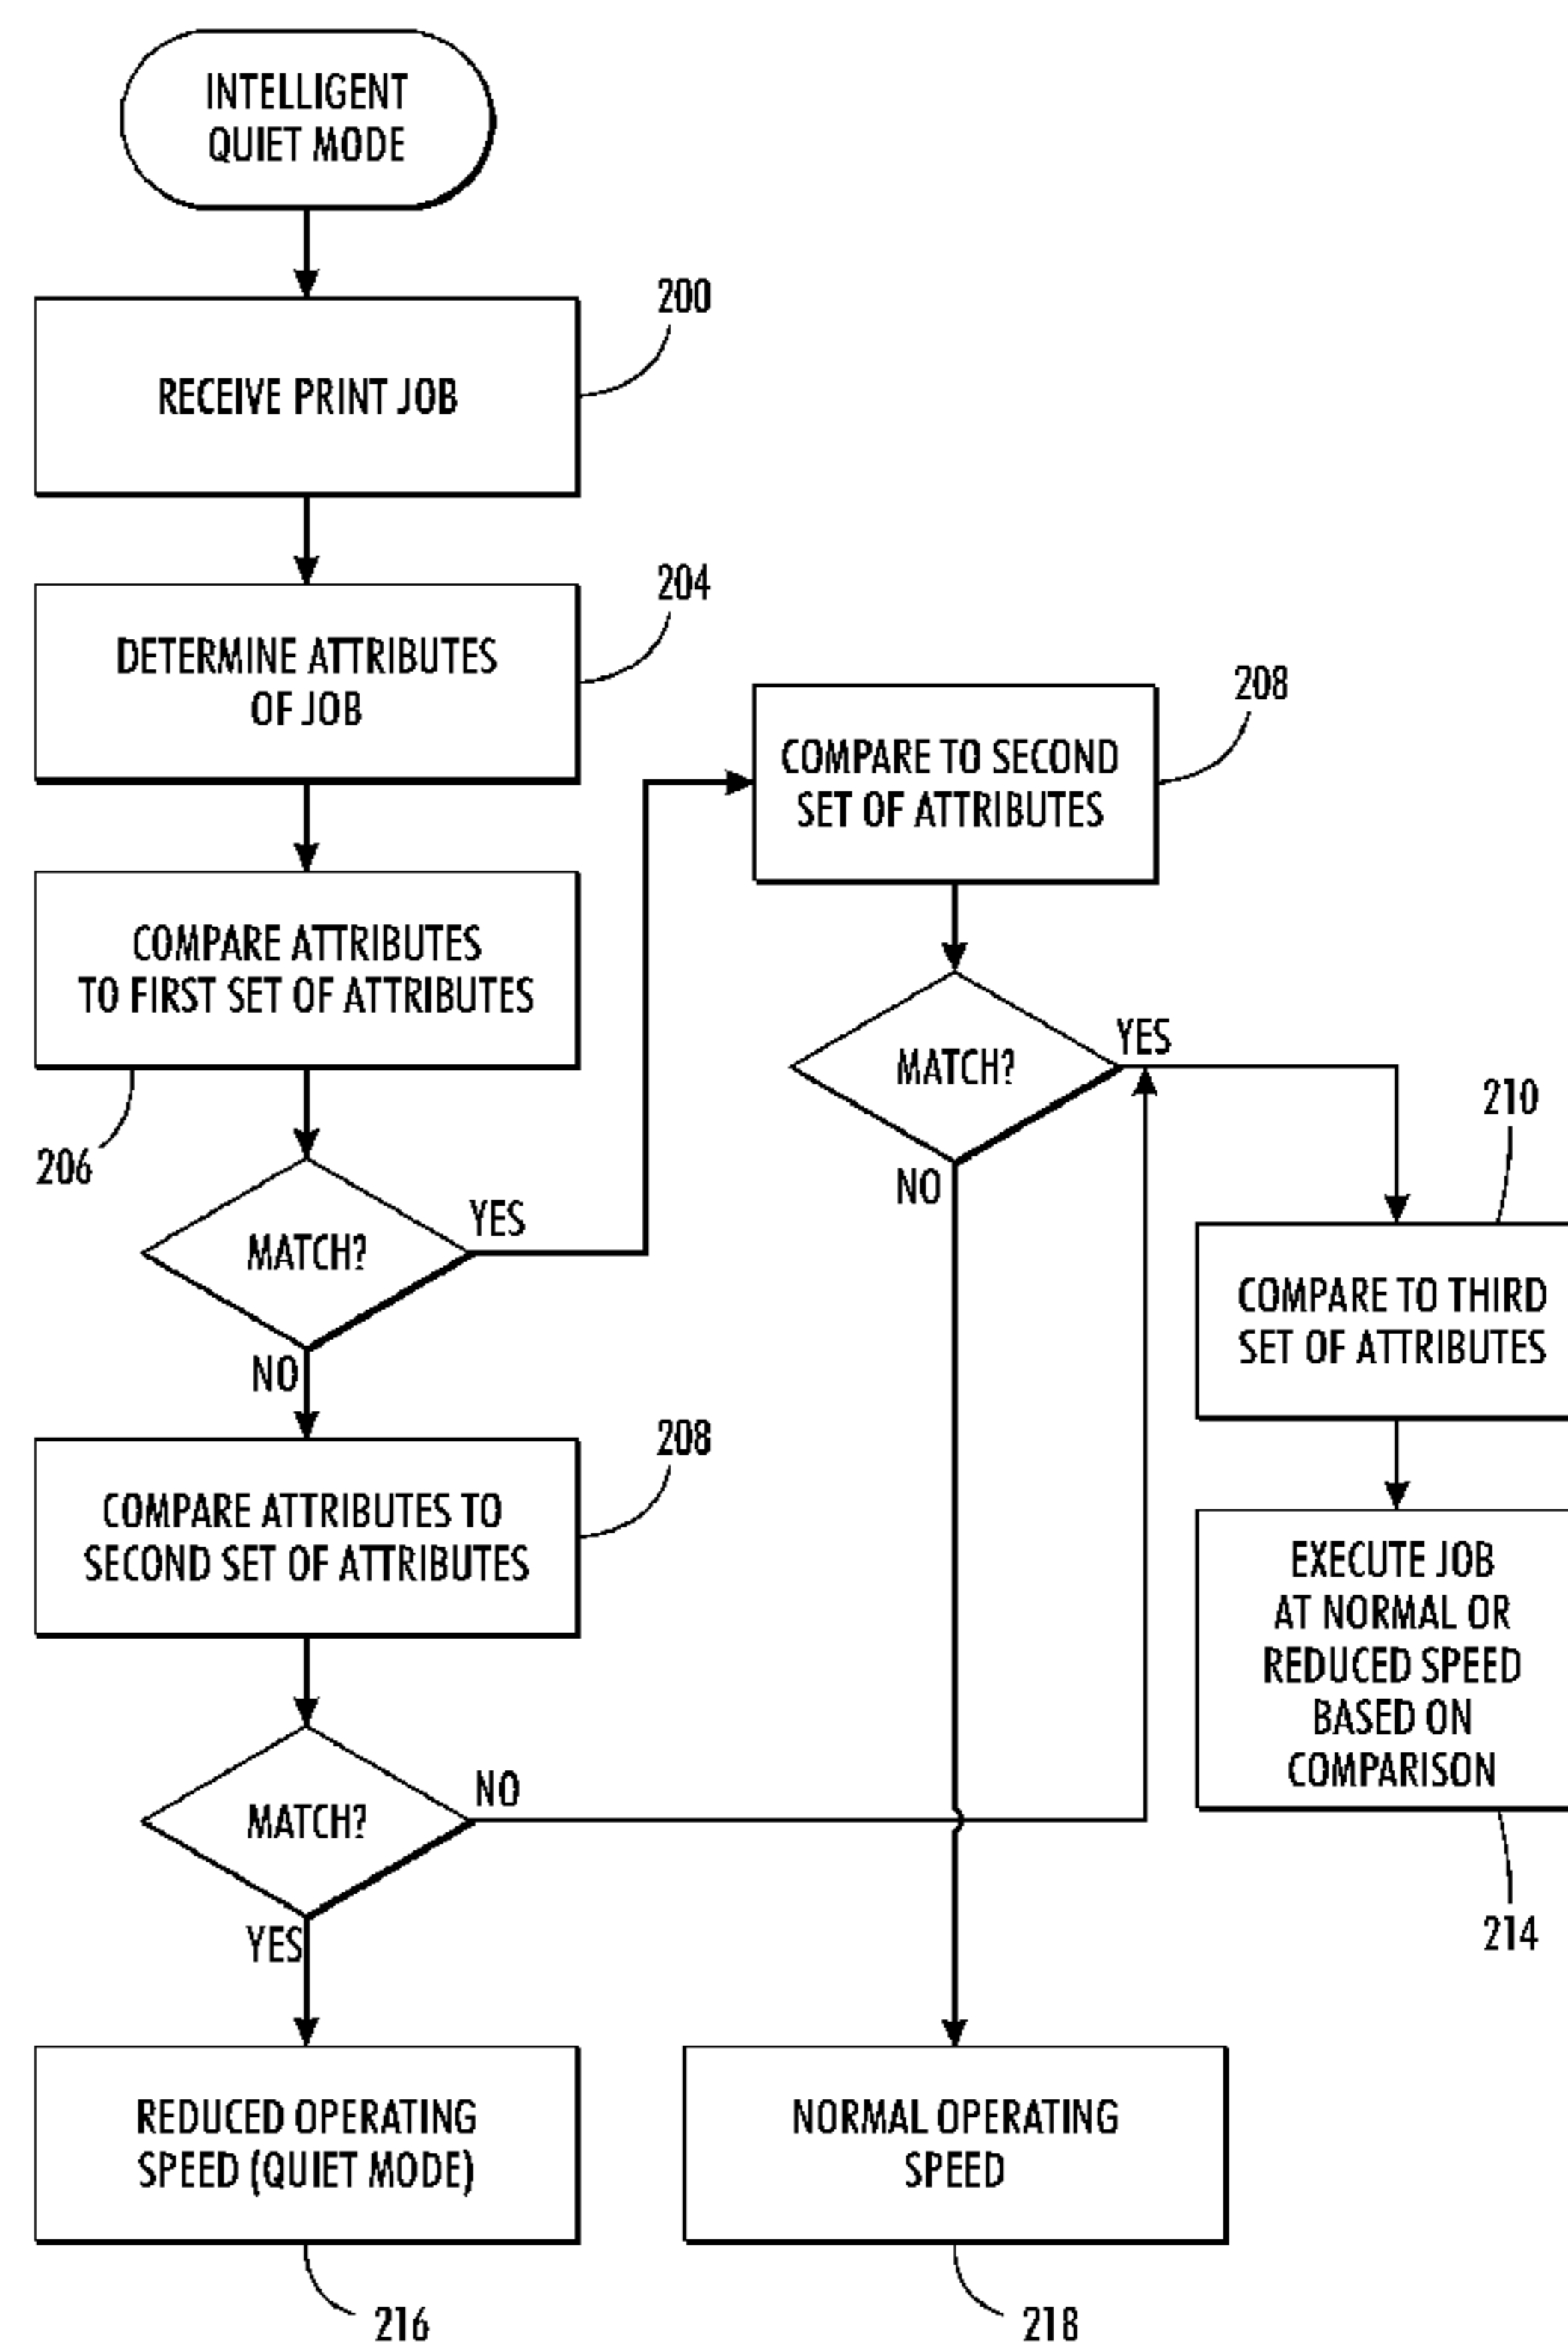 INTELLIGENT
QUIET MODE
200
RECEIVE PRINT JOB
204
DETERMINE ATTRIBUTES
OF JOB
COMPARE ATTRIBUTES
TO FIRST SET OF ATTRIBUTES
206
MATCH?
YES
NO
208
COMPARE TO SECOND
SET OF ATTRIBUTES
MATCH?
YES
NO
210
COMPARE TO THIRD
SET OF ATTRIBUTES
EXECUTE JOB
AT NORMAL OR
REDUCED SPEED
BASED ON
COMPARISON
214
208
COMPARE ATTRIBUTES TO
SECOND SET OF ATTRIBUTES
MATCH?
NO
YES
REDUCED OPERATING
SPEED (QUIET MODE)
216
NORMAL OPERATING
SPEED
218